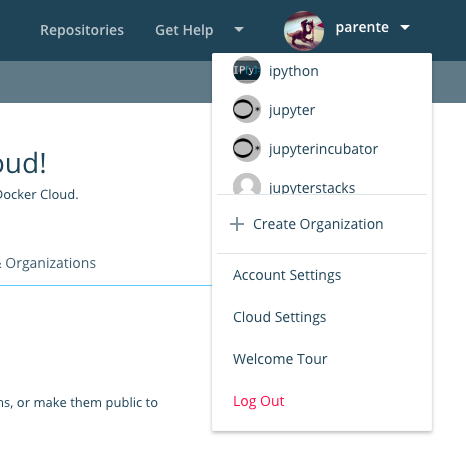 Repositories Get Help parente
IPy
ipython
jupyter
jupyterincubator
jupyterstacks
Create Organization
Account Settings
Cloud Settings
Welcome Tour
Log Out
oud!
Docker Cloud.
& Organizations
ns, or make them public to